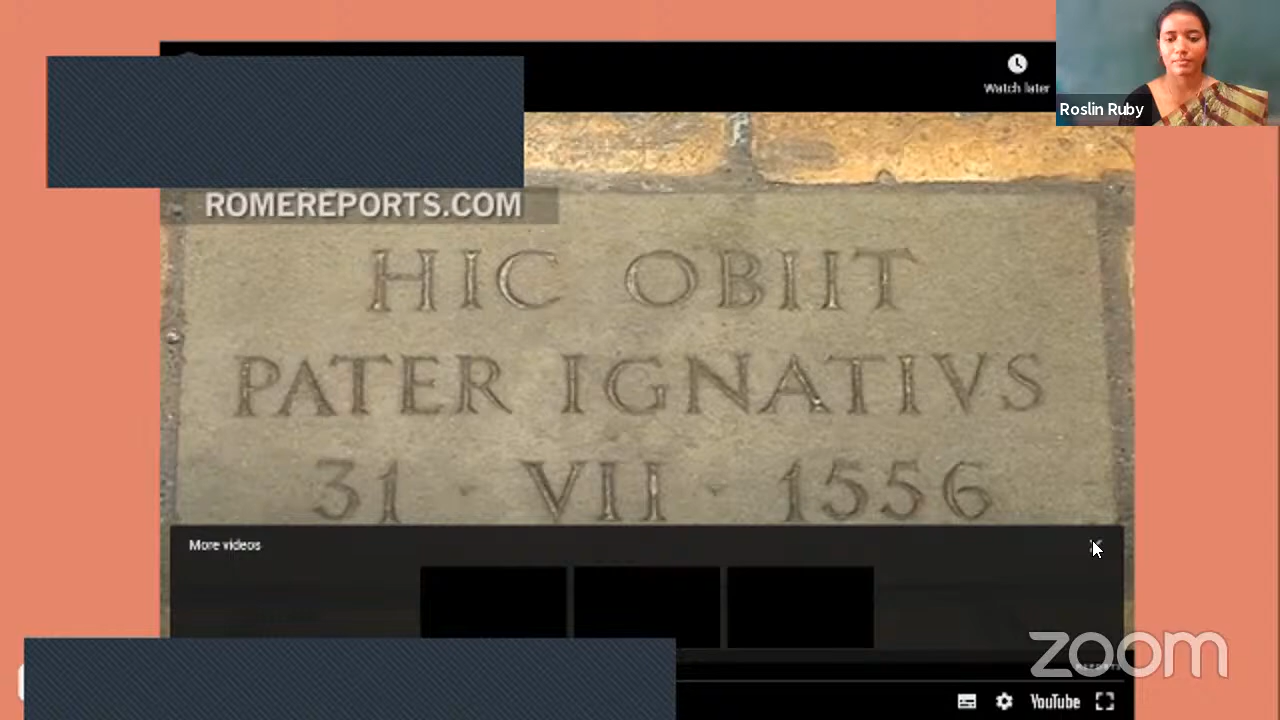 Watch later
Roslin Ruby
ROMEREPORTS.COM
HIC OBIIT
PATER IGNATIVS
31 · VII · 1556
More videos
zoom
YouTube